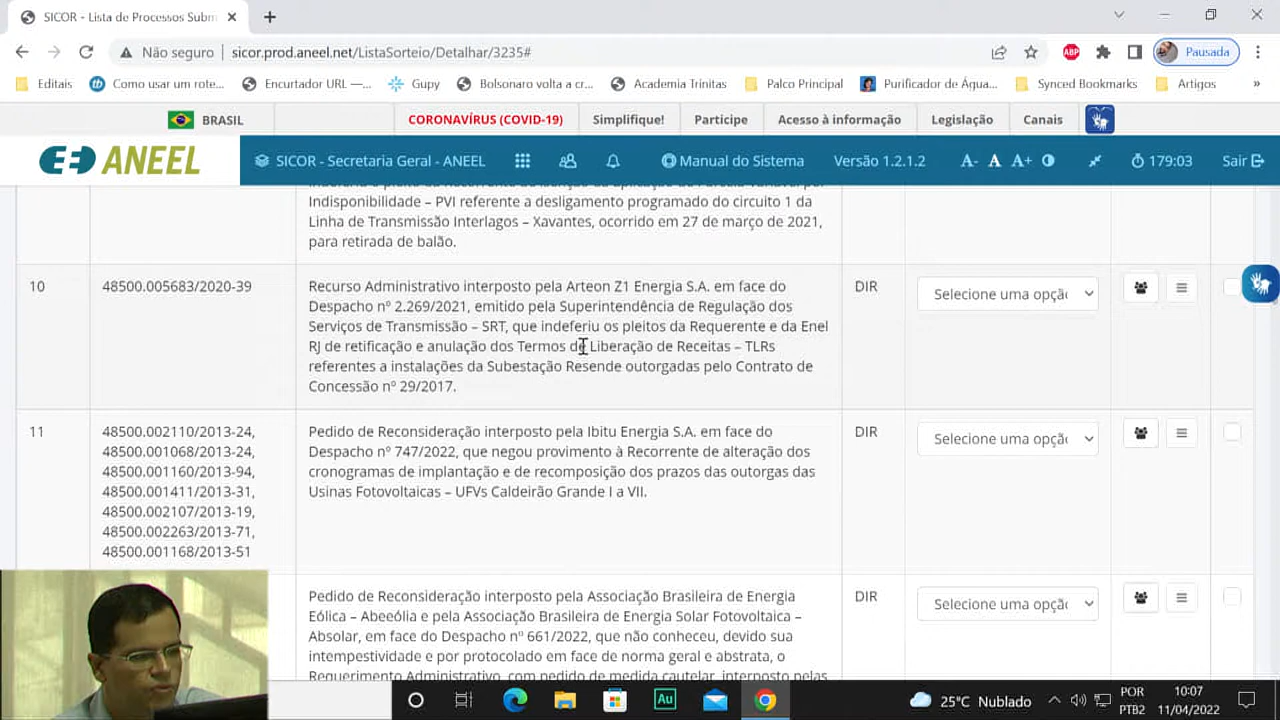 SICOR - Lista de Processos Subm
Não seguro
sicor.prod.aneel.net/ListaSorteio/Detalhar/3235#
ABP
Pausada
Editais
Como usar um rote...
Encurtador URL —...
Gupy
Bolsonaro volta a cr...
Academia Trinitas
Palco Principal
Purificador de Água...
Synced Bookmarks
Artigos
»
BRASIL
CORONAVÍRUS (COVID-19)
Simplifique!
Participe
Acesso à informação
Legislação
Canais
ANEEL
SICOR - Secretaria Geral - ANEEL
Manual do Sistema
Versão 1.2.1.2
A-
A
A+
179:03
Sair
Indisponibilidade – PVI referente a desligamento programado do circuito 1 da
Linha de Transmissão Interlagos – Xavantes, ocorrido em 27 de março de 2021,
para retirada de balão.
10
48500.005683/2020-39
Recurso Administrativo interposto pela Arteon Z1 Energia S.A. em face do
Despacho nº 2.269/2021, emitido pela Superintendência de Regulação dos
Serviços de Transmissão – SRT, que indeferiu os pleitos da Requerente e da Enel
RJ de retificação e anulação dos Termos de Liberação de Receitas – TLRs
referentes a instalações da Subestação Resende outorgadas pelo Contrato de
Concessão nº 29/2017.
DIR
Selecione uma opçã
11
48500.002110/2013-24,
48500.001068/2013-24,
48500.001160/2013-94,
48500.001411/2013-31,
48500.002107/2013-19,
48500.002263/2013-71,
48500.001168/2013-51
Pedido de Reconsideração interposto pela Ibitu Energia S.A. em face do
Despacho nº 747/2022, que negou provimento à Recorrente de alteração dos
cronogramas de implantação e de recomposição dos prazos das outorgas das
Usinas Fotovoltaicas – UFVs Caldeirão Grande I a VII.
DIR
Selecione uma opçã
Pedido de Reconsideração interposto pela Associação Brasileira de Energia
Eólica – Abeeólia e pela Associação Brasileira de Energia Solar Fotovoltaica –
Absolar, em face do Despacho nº 661/2022, que não conheceu, devido sua
intempestividade e por protocolado em face de norma geral e abstrata, o
Requerimento Administrativo, com pedido de medida cautelar, interposto pelas
DIR
Selecione uma opçã
Au
25°C Nublado
POR
PTB2
10:07
11/04/2022